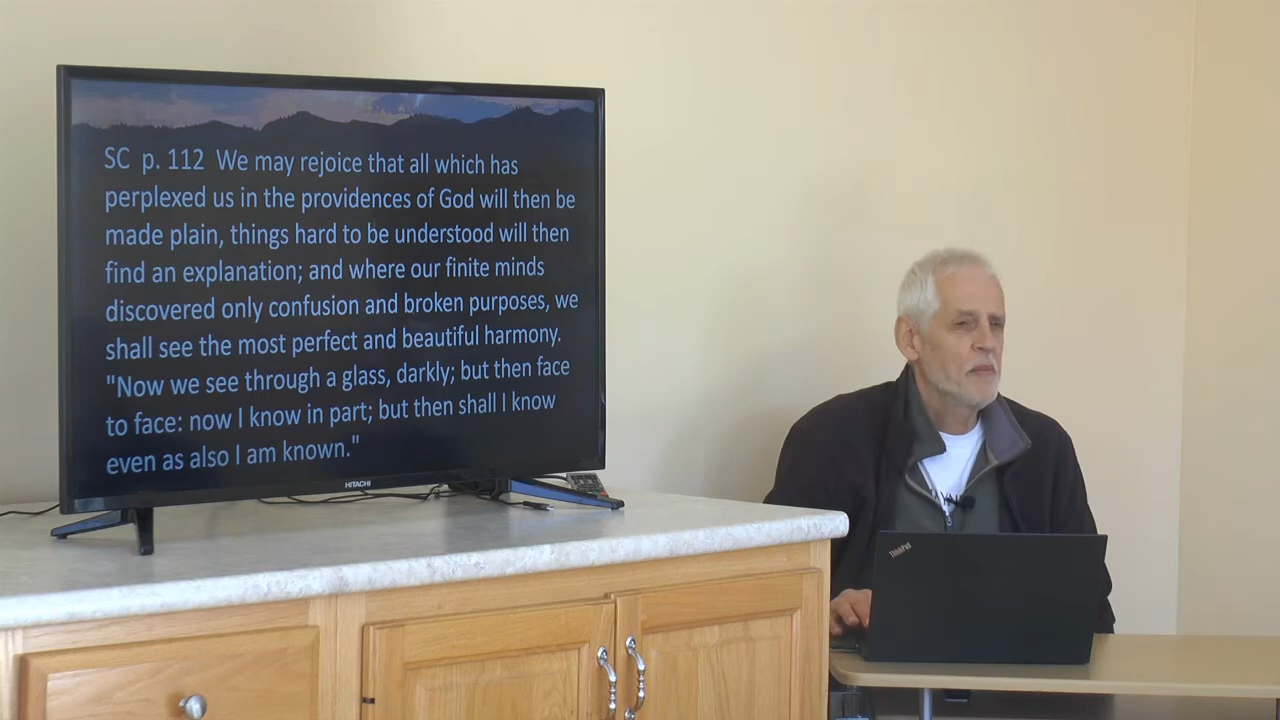 SC p. 112 We may rejoice that all which has
perplexed us in the providences of God will then be
made plain, things hard to be understood will then
find an explanation; and where our finite minds
discovered only confusion and broken purposes, we
shall see the most perfect and beautiful harmony.
"Now we see through a glass, darkly; but then face
to face: now I know in part; but then shall I know
even as also I am known."
HITACHI
ThinkPad